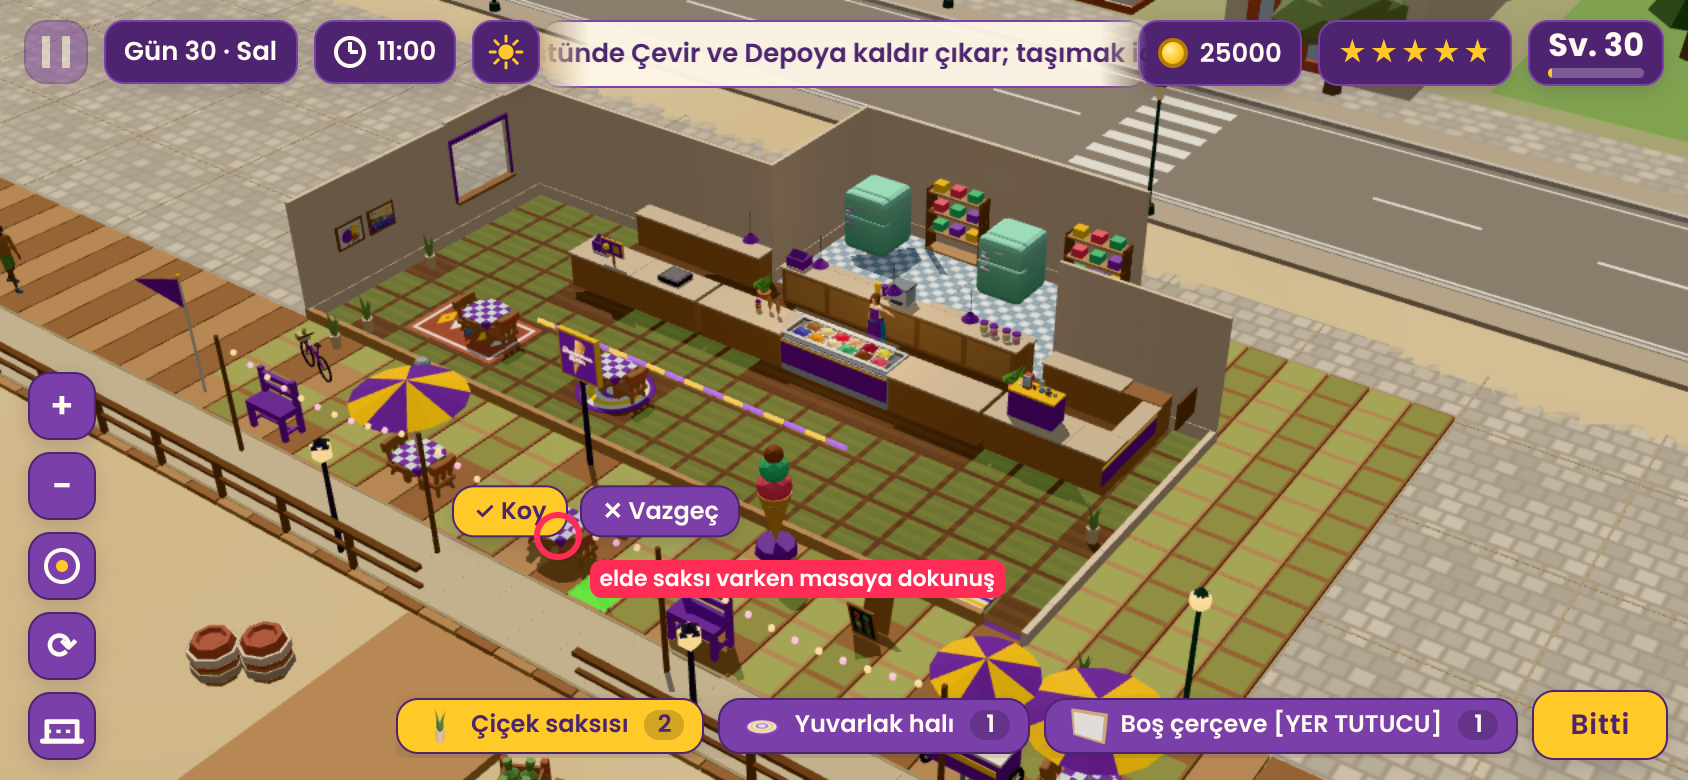 Gün 30 · Sal
11:00
tünde Çevir ve Depoya kaldır çıkar; taşımak
25000
Sv. 30
✓ Koy
✕ Vazgeç
elde saksı varken masaya dokunuş
Çiçek saksısı 2
Yuvarlak halı 1
Boş çerçeve [YER TUTUCU] 1
Bitti